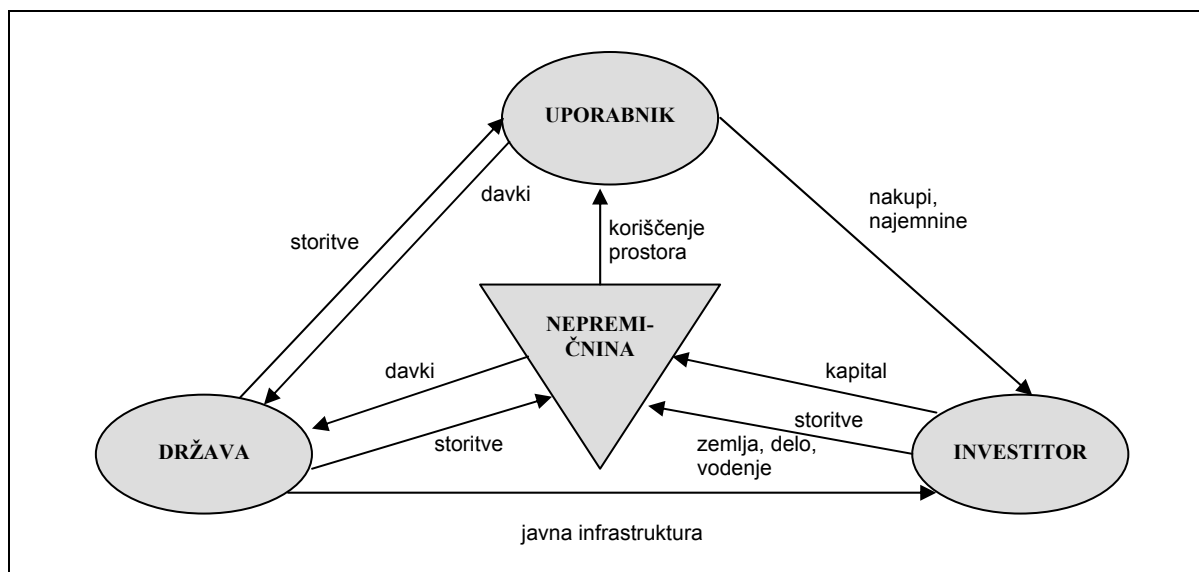 UPORABNIK
davki
nakupi,
najemnine
storitve
koriščenje
prostora
NEPREMI-
ČNINA
davki
kapital
storitve
storitve
zemlja, delo,
vodenje
DRŽAVA
INVESTITOR
javna infrastruktura